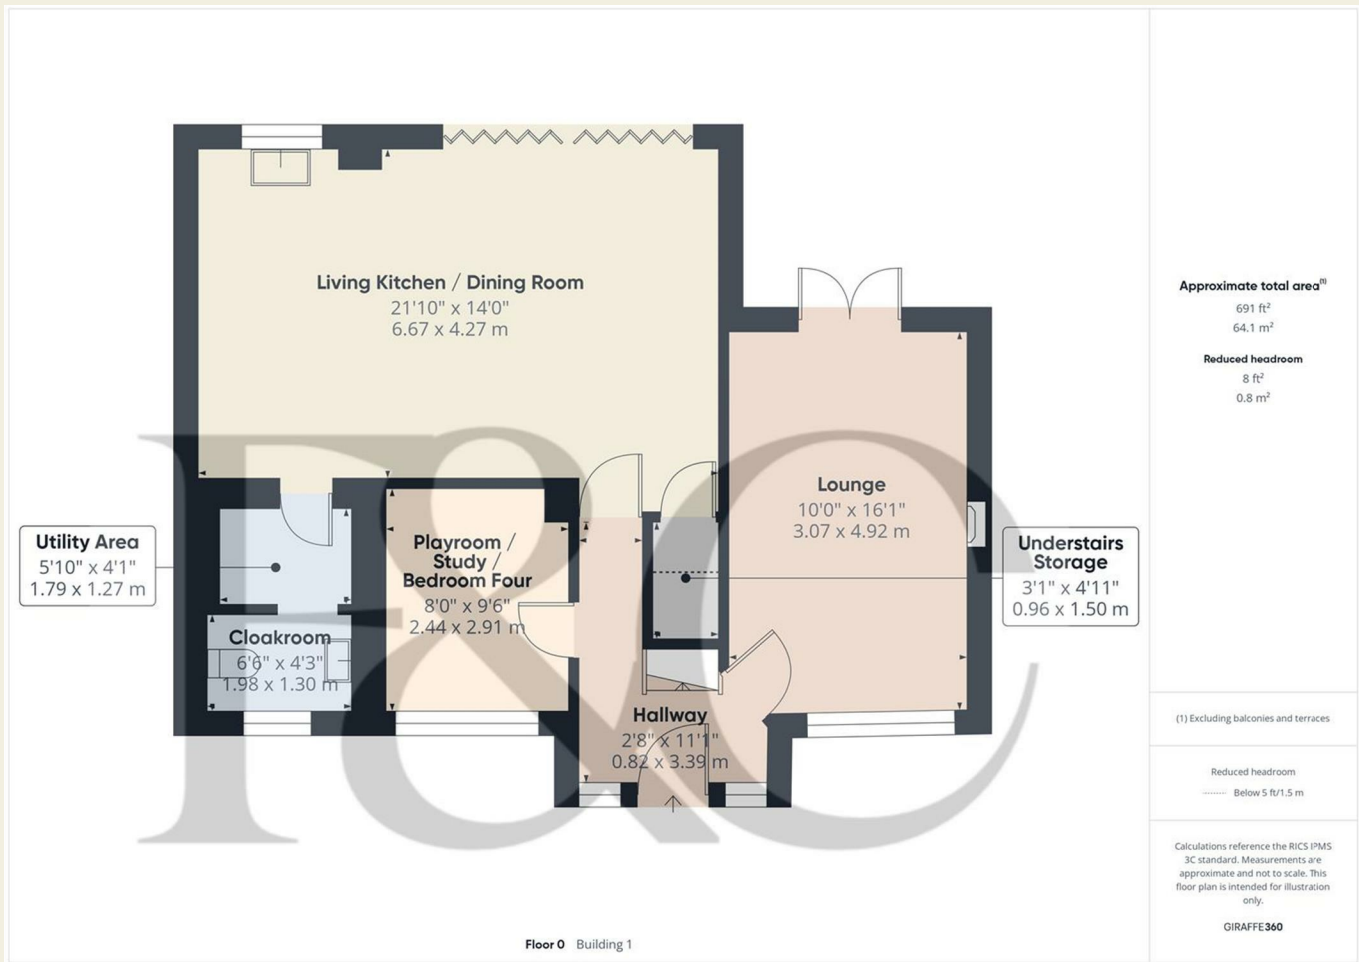 Living Kitchen / Dining Room
21'10" x 14'0"
6.67 x 4.27 m
Lounge
10'0" x 16'1"
3.07 x 4.92 m
Utility Area
5'10" x 4'1"
1.79 x 1.27 m
Playroom /
Study /
Bedroom Four
8'0" x 9'6"
2.44 x 2.91 m
Understairs
Storage
3'1" x 4'11"
0.96 x 1.50 m
Cloakroom
6'6" x 4'3"
1.98 x 1.30 m
Hallway
2'8" x 11'1"
0.82 x 3.39 m
F&C
Floor 0 Building 1
Approximate total area(1)
691 ft²
64.1 m²
Reduced headroom
8 ft²
0.8 m²
(1) Excluding balconies and terraces
Reduced headroom
Below 5 ft/1.5 m
Calculations reference the RICS IPMS
3C standard. Measurements are
approximate and not to scale. This
floor plan is intended for illustration
only.
GIRAFFE360